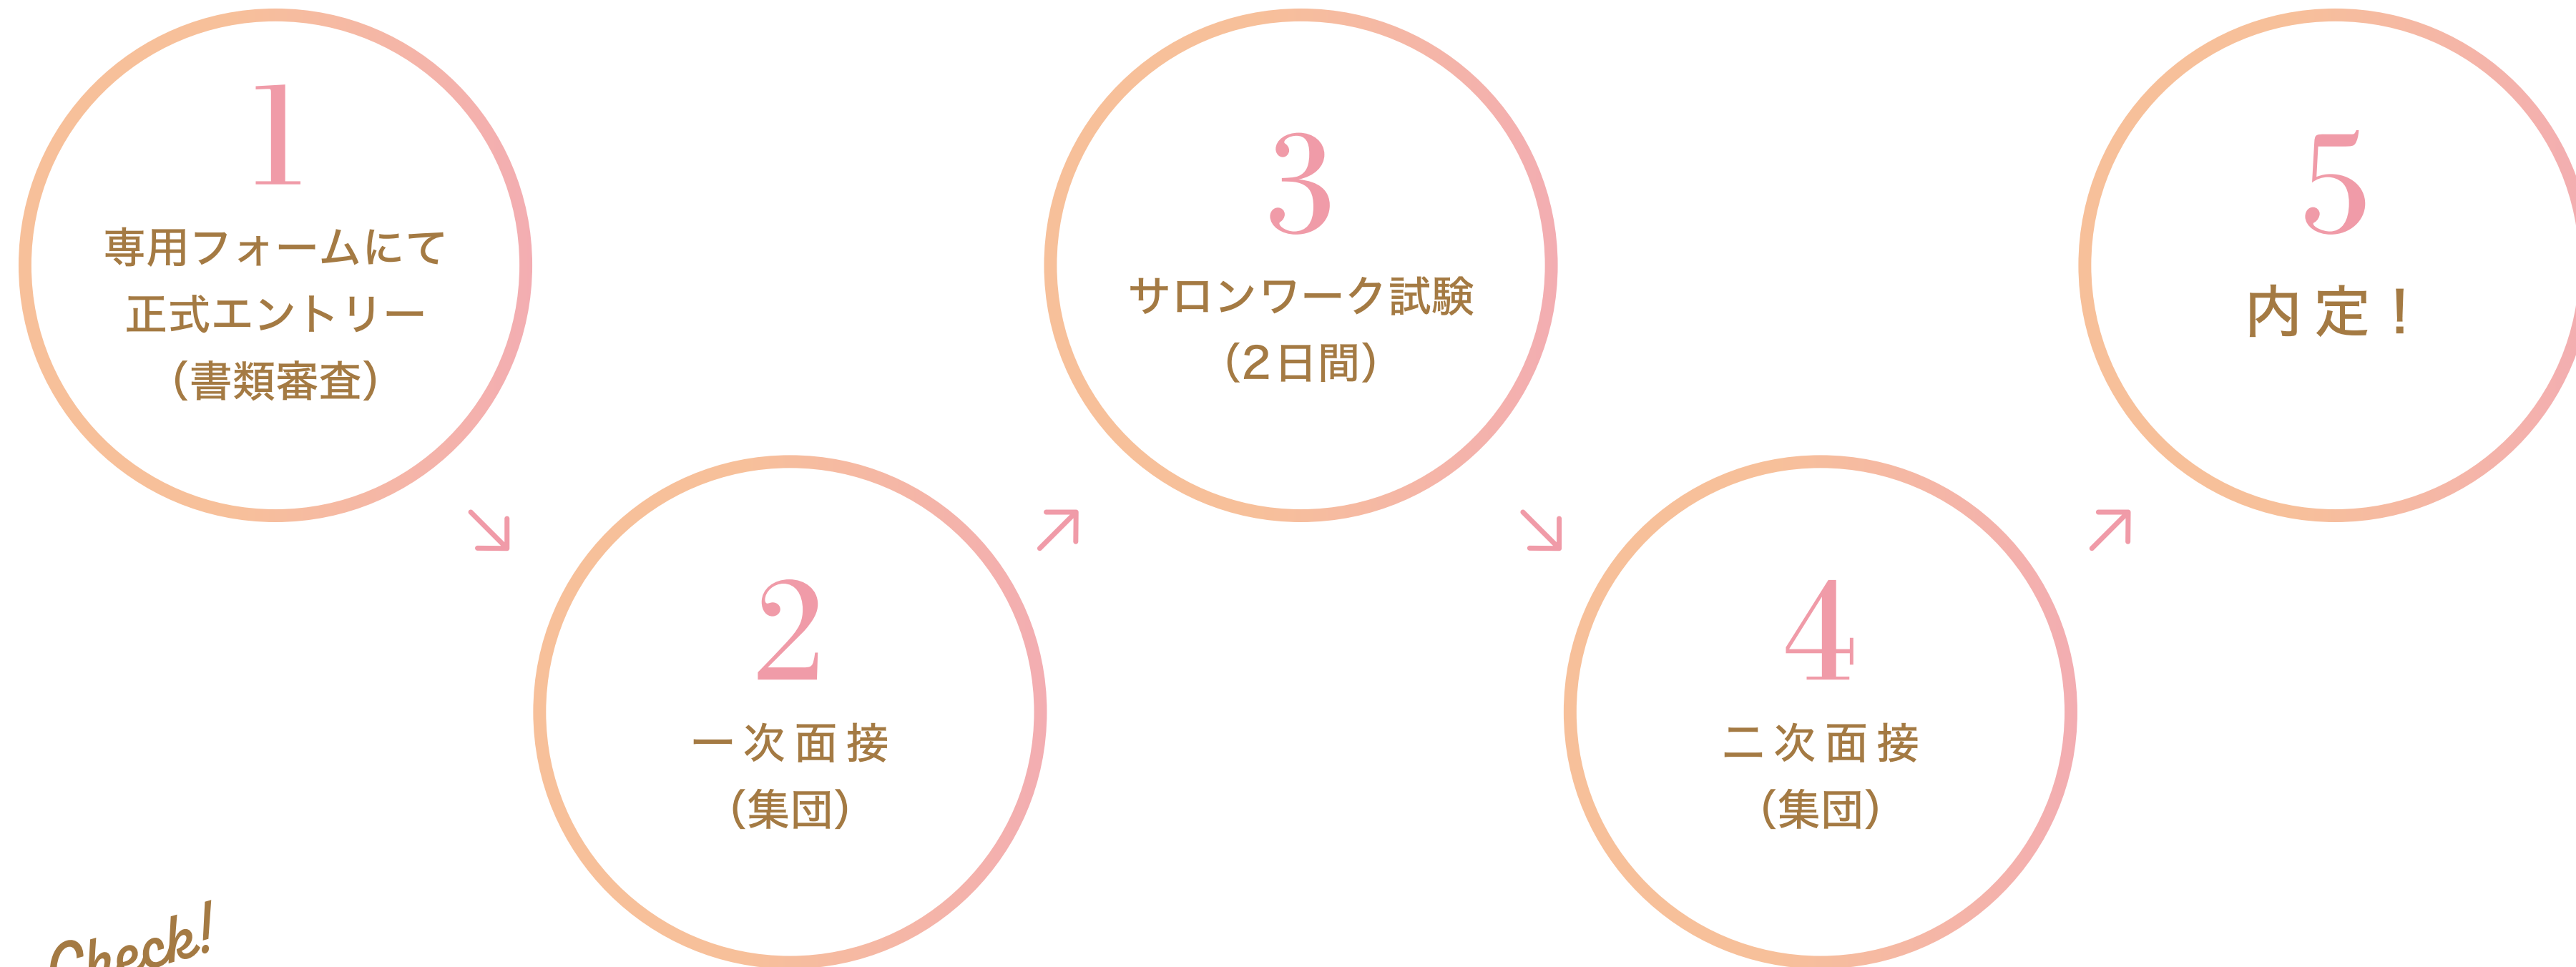 1
専用フォームにて
正式エントリー
（書類審査）
2
一次面接
（集団）
3
サロンワーク試験
（2日間）
4
二次面接
（集団）
5
内定！
Check!